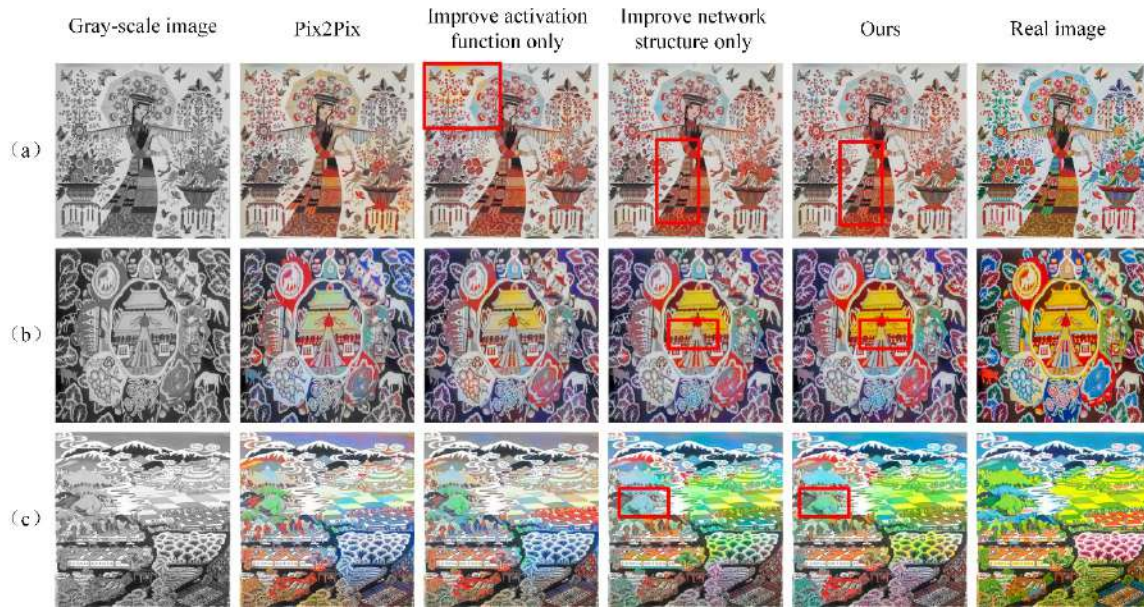 Gray-scale image
Pix2Pix
Improve activation
function only
Improve network
structure only
Ours
Real image
(a)
(b)
(c)